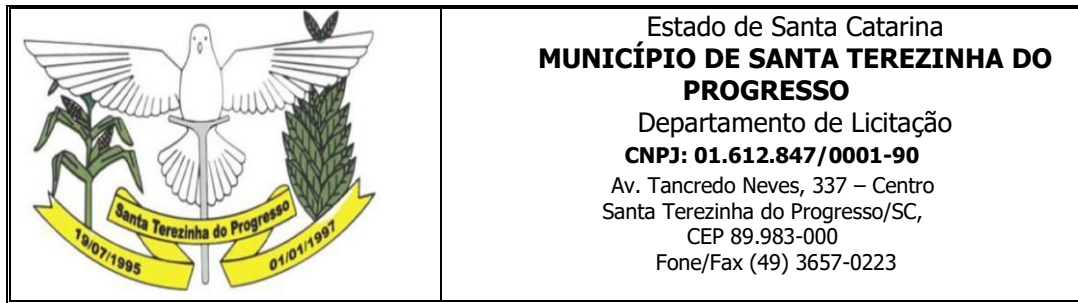 Santa Terezinha do Progresso
19/07/1995
01/01/1997
Estado de Santa Catarina
MUNICÍPIO DE SANTA TEREZINHA DO
PROGRESSO
Departamento de Licitação
CNPJ: 01.612.847/0001-90
Av. Tancredo Neves, 337 – Centro
Santa Terezinha do Progresso/SC,
CEP 89.983-000
Fone/Fax (49) 3657-0223